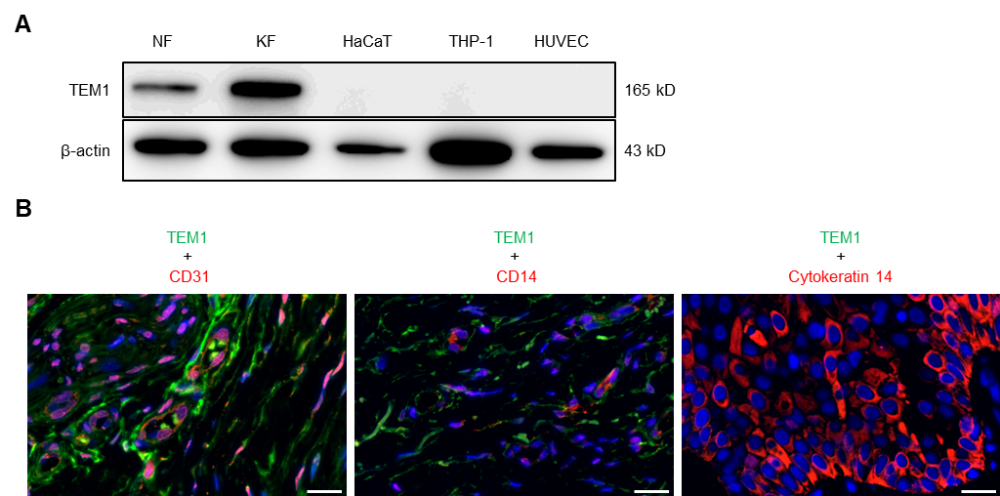 A
NF KF HaCaT THP-1 HUVEC
TEM1 165 kD
β-actin 43 kD
B
TEM1 TEM1 TEM1
+ + +
CD31 CD14 Cytokeratin 14